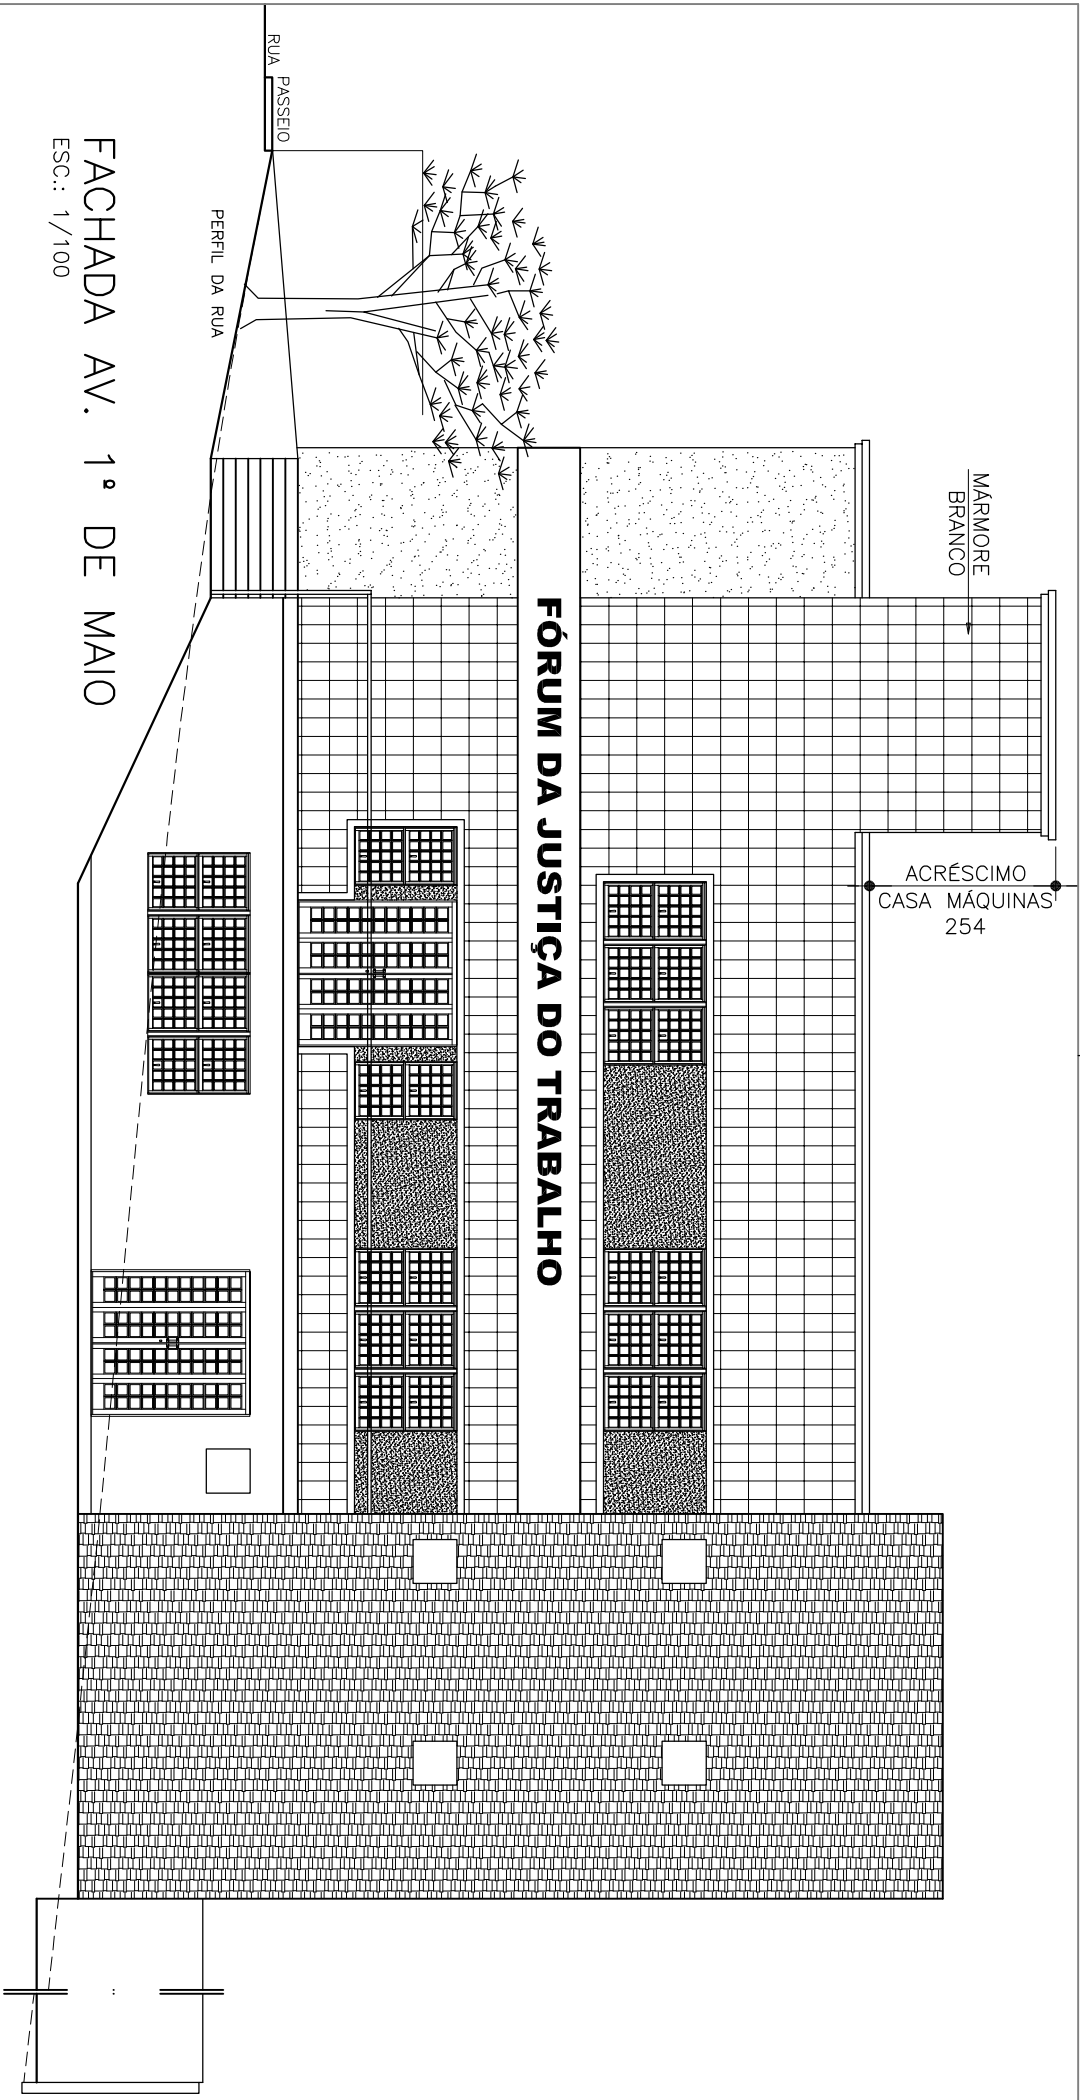 MÁRMORE
BRANCO
ACRÉSCIMO
CASA MÁQUINAS
254
FÓRUM DA JUSTIÇA DO TRABALHO
RUA
PASSEIO
PERFIL DA RUA
FACHADA AV. 1º DE MAIO
ESC.: 1/100